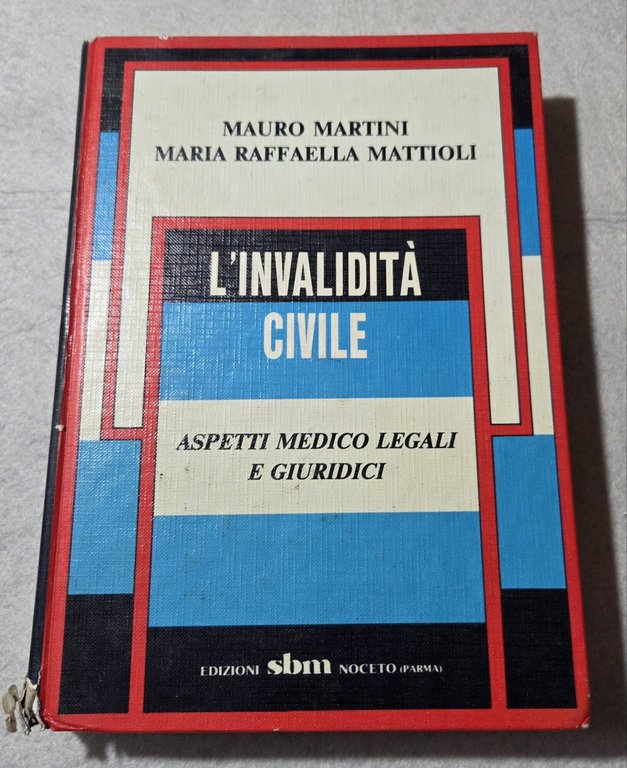 MAURO MARTINI
MARIA RAFFAELLA MATTIOLI
L'INVALIDITÀ
CIVILE
ASPETTI MEDICO LEGALI
E GIURIDICI
EDIZIONI sbm NOCETO (PARMA)